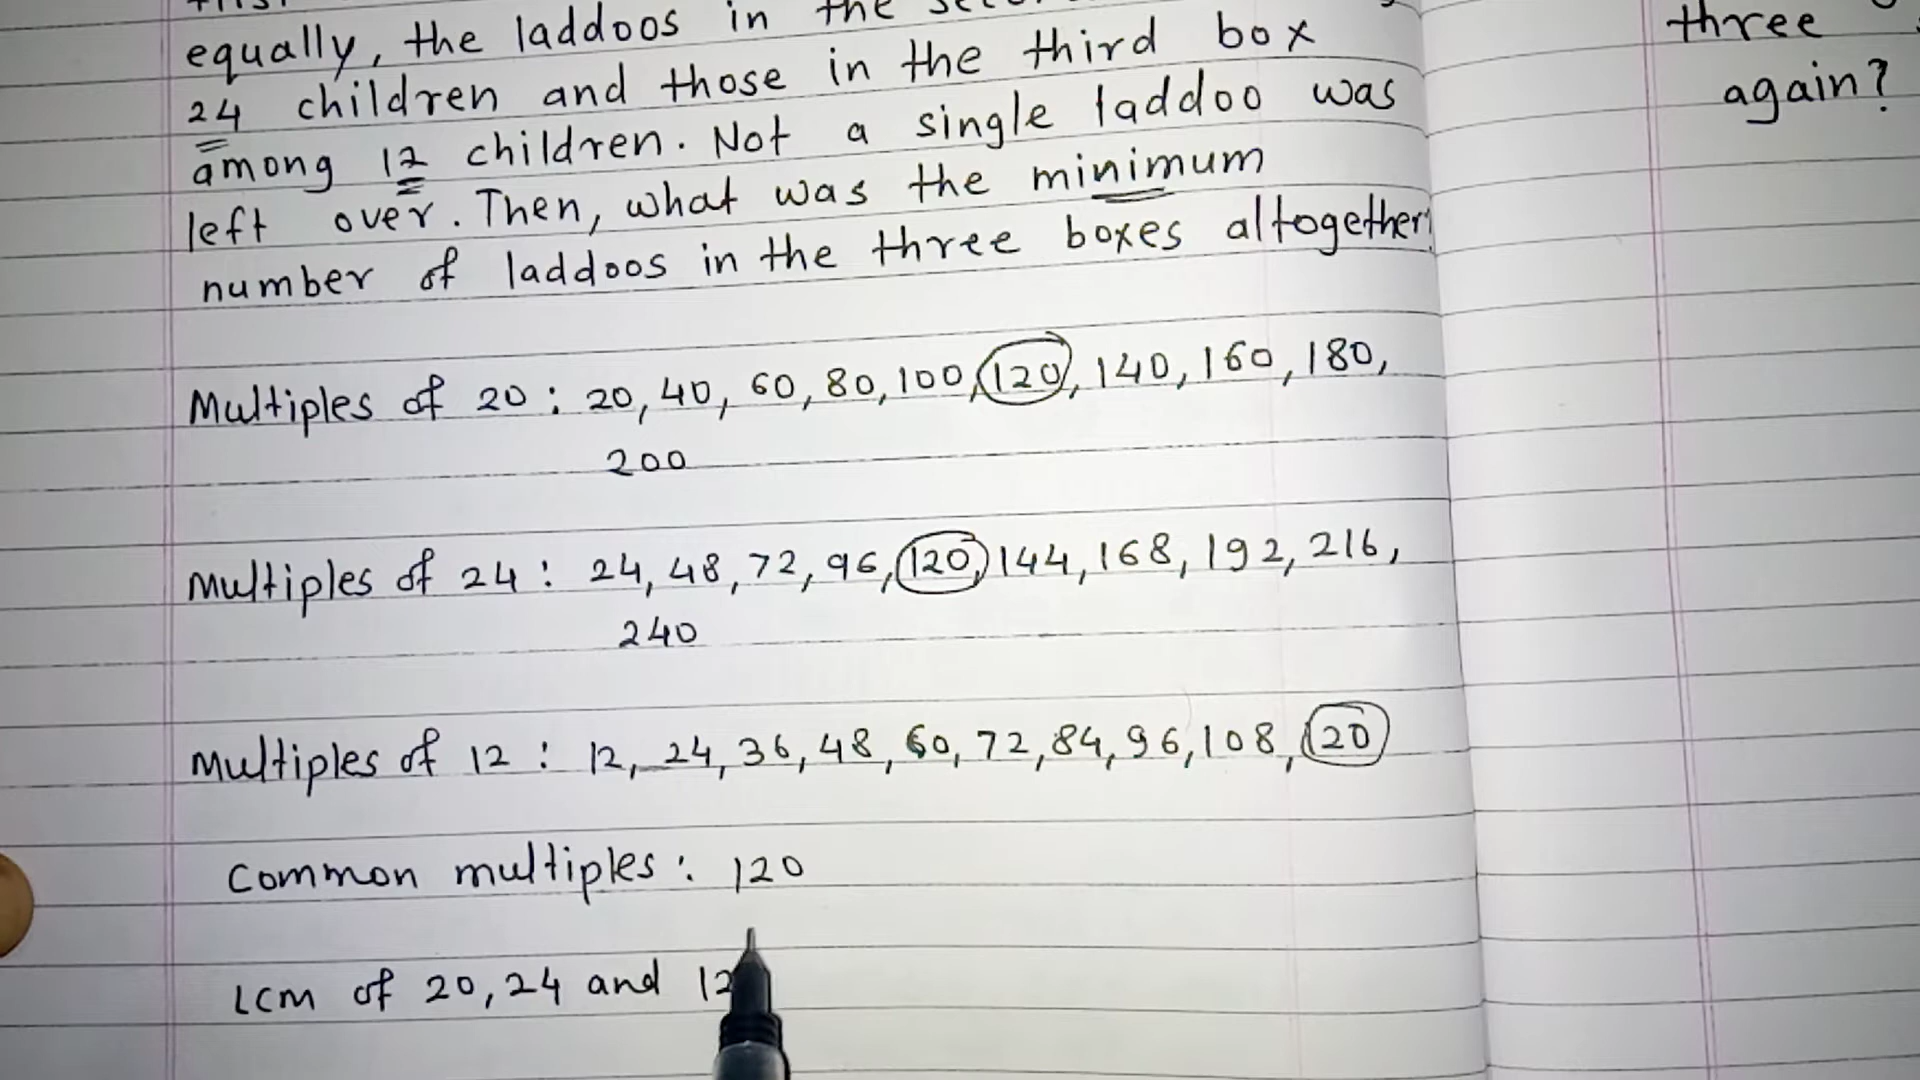 equally, the laddoos in the
24 children and those in the third box
among 12 children. Not a single laddoo was
left over. Then, what was the minimum
number of laddoos in the three boxes altogether?
Multiples of 20 : 20, 40, 60, 80, 100, 120, 140, 160, 180,
200
Multiples of 24 : 24, 48, 72, 96, 120, 144, 168, 192, 216,
240
Multiples of 12 : 12, 24, 36, 48, 60, 72, 84, 96, 108, 120
Common multiples : 120
LCM of 20, 24 and 12
three
again?